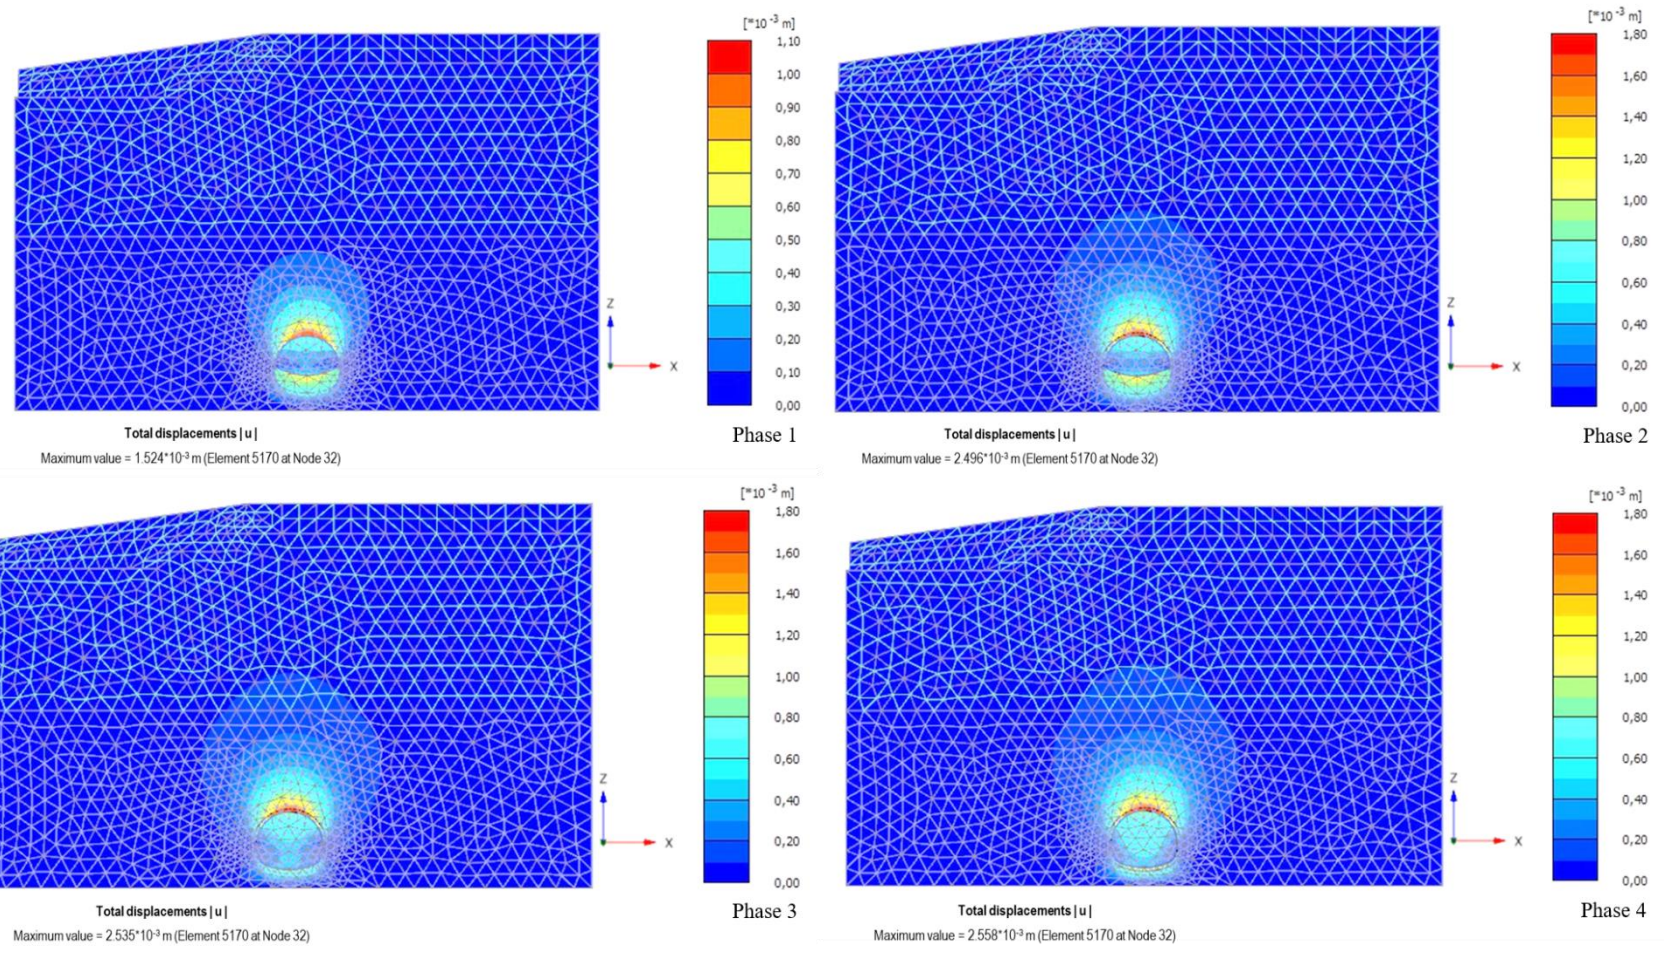 [*10⁻³ m]
1,10
1,00
0,90
0,80
0,70
0,60
0,50
0,40
0,30
0,20
0,10
0,00
Z
X
Total displacements |u|
Phase 1
Maximum value = 1.524*10⁻³ m (Element 5170 at Node 32)
[*10⁻³ m]
1,80
1,60
1,40
1,20
1,00
0,80
0,60
0,40
0,20
0,00
Z
X
Total displacements |u|
Phase 2
Maximum value = 2.496*10⁻³ m (Element 5170 at Node 32)
[*10⁻³ m]
1,80
1,60
1,40
1,20
1,00
0,80
0,60
0,40
0,20
0,00
Z
X
Total displacements |u|
Phase 3
Maximum value = 2.535*10⁻³ m (Element 5170 at Node 32)
[*10⁻³ m]
1,80
1,60
1,40
1,20
1,00
0,80
0,60
0,40
0,20
0,00
Z
X
Total displacements |u|
Phase 4
Maximum value = 2.558*10⁻³ m (Element 5170 at Node 32)